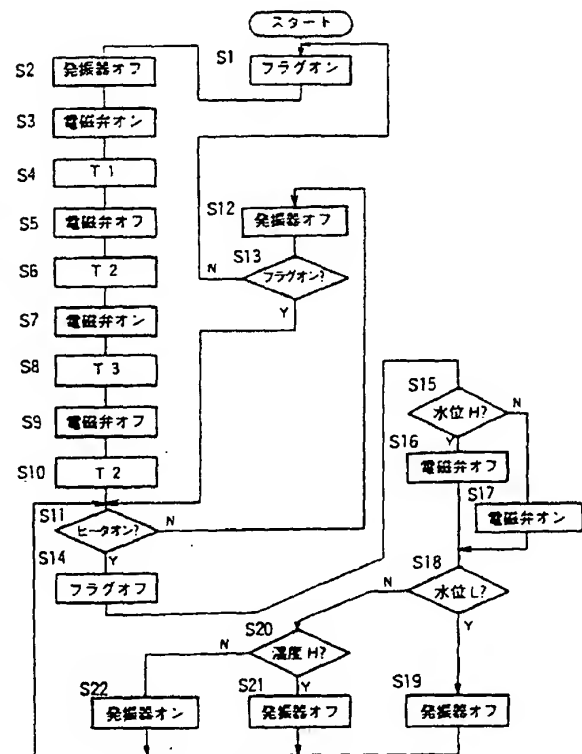 スタート
S1
フラグオン
S2
発振器オフ
S3
電磁弁オン
S4
T1
S5
電磁弁オフ
S6
T2
S7
電磁弁オン
S8
T3
S9
電磁弁オフ
S10
T2
S11
ヒータオン?
N
Y
S12
発振器オフ
S13
フラグオン?
N
Y
S14
フラグオフ
S15
水位H?
N
Y
S16
電磁弁オフ
S17
電磁弁オン
S18
水位L?
N
Y
S19
発振器オフ
S20
H?
N
Y
S21
発振器オフ
S22
発振器オン